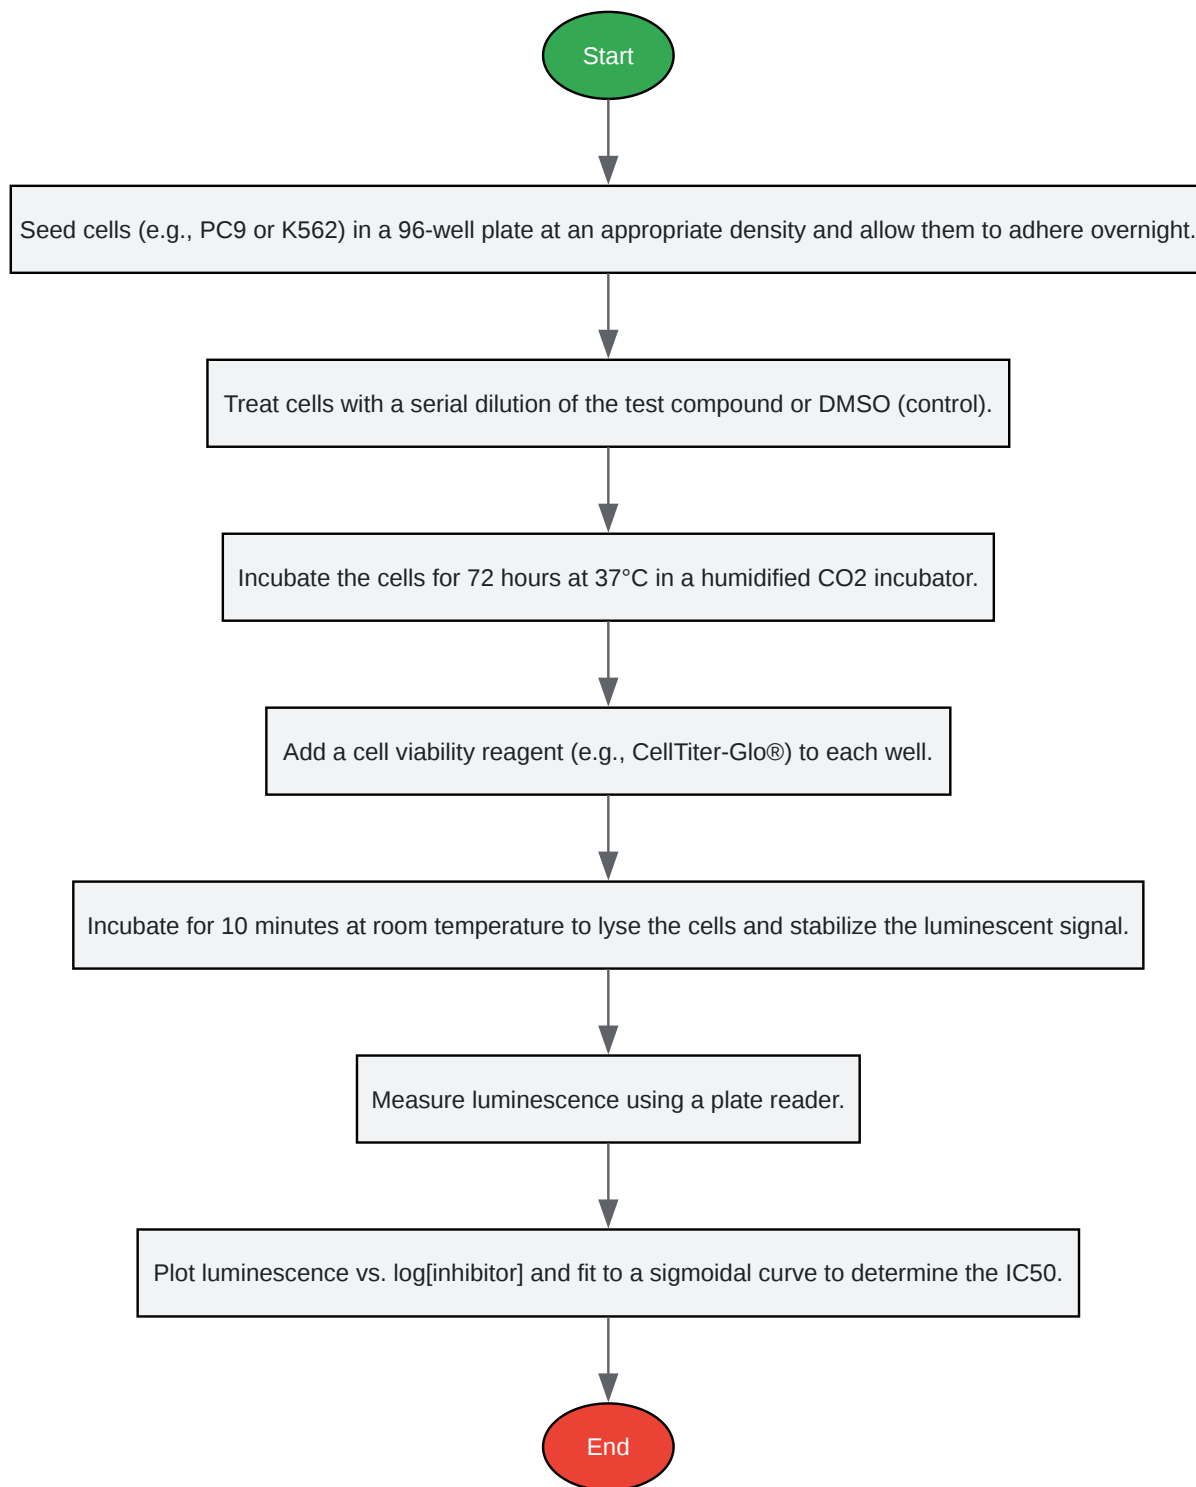 Start
Seed cells (e.g., PC9 or K562) in a 96-well plate at an appropriate density and allow them to adhere overnight.
Treat cells with a serial dilution of the test compound or DMSO (control).
Incubate the cells for 72 hours at 37°C in a humidified CO2 incubator.
Add a cell viability reagent (e.g., CellTiter-Glo®) to each well.
Incubate for 10 minutes at room temperature to lyse the cells and stabilize the luminescent signal.
Measure luminescence using a plate reader.
Plot luminescence vs. log[inhibitor] and fit to a sigmoidal curve to determine the IC50.
End